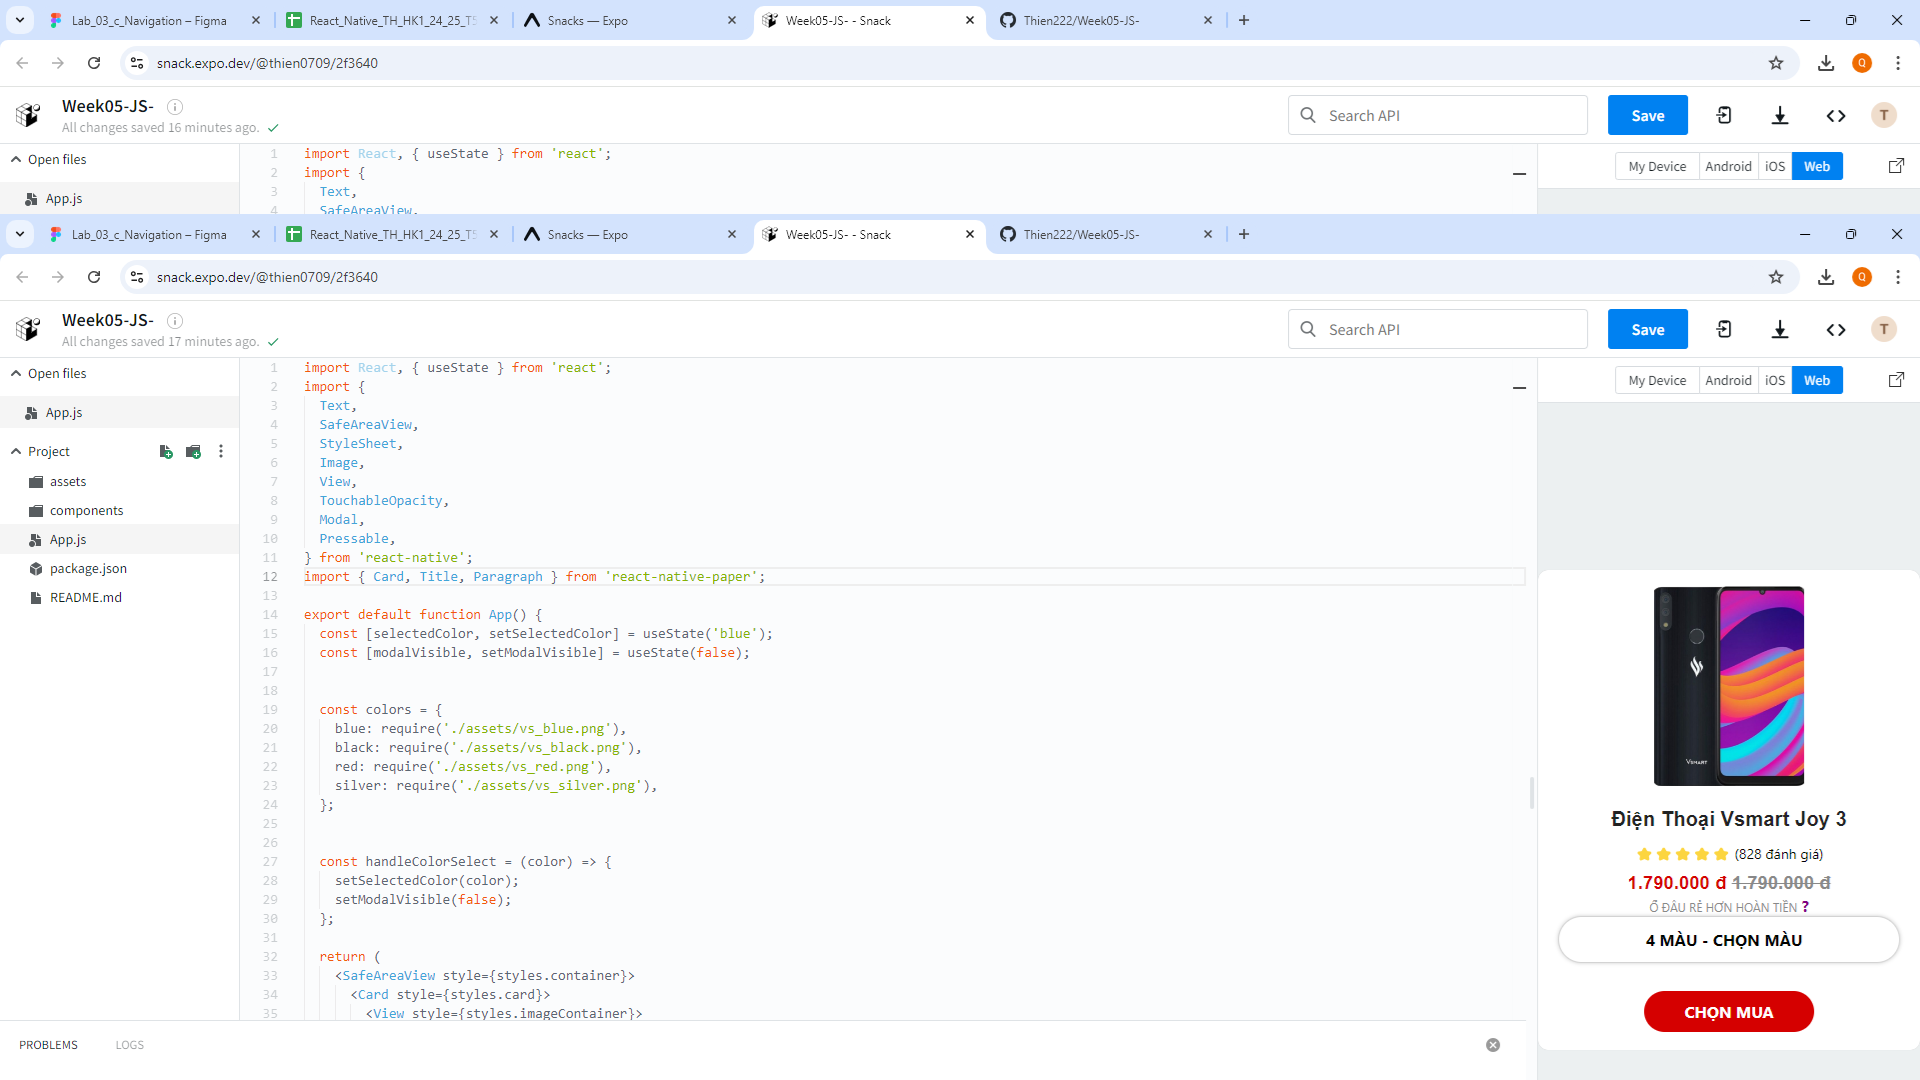 Lab_03_c_Navigation – Figma
React_Native_TH_HK1_24_25_T5
Snacks — Expo
Week05-JS- - Snack
Thien222/Week05-JS-
snack.expo.dev/@thien0709/2f3640
Q
Week05-JS-
All changes saved 16 minutes ago.
Search API
Save
T
Open files
App.js
1 import React, { useState } from 'react';
2 import {
3 Text,
4 SafeAreaView,
My Device
Android
iOS
Web
Lab_03_c_Navigation – Figma
React_Native_TH_HK1_24_25_T5
Snacks — Expo
Week05-JS- - Snack
Thien222/Week05-JS-
snack.expo.dev/@thien0709/2f3640
Q
Week05-JS-
All changes saved 17 minutes ago.
Search API
Save
T
Open files
App.js
Project
assets
components
App.js
package.json
README.md
1 import React, { useState } from 'react';
2 import {
3 Text,
4 SafeAreaView,
5 StyleSheet,
6 Image,
7 View,
8 TouchableOpacity,
9 Modal,
10 Pressable,
11 } from 'react-native';
12 import { Card, Title, Paragraph } from 'react-native-paper';
13
14 export default function App() {
15 const [selectedColor, setSelectedColor] = useState('blue');
16 const [modalVisible, setModalVisible] = useState(false);
17
18
19 const colors = {
20 blue: require('./assets/vs_blue.png'),
21 black: require('./assets/vs_black.png'),
22 red: require('./assets/vs_red.png'),
23 silver: require('./assets/vs_silver.png'),
24 };
25
26
27 const handleColorSelect = (color) => {
28 setSelectedColor(color);
29 setModalVisible(false);
30 };
31
32 return (
33 <SafeAreaView style={styles.container}>
34 <Card style={styles.card}>
35 <View style={styles.imageContainer}>
My Device
Android
iOS
Web
Vsmart
Điện Thoại Vsmart Joy 3
(828 đánh giá)
1.790.000 đ 1.790.000 đ
Ở ĐÂU RẺ HƠN HOÀN TIỀN ?
4 MÀU - CHỌN MÀU
CHỌN MUA
PROBLEMS
LOGS